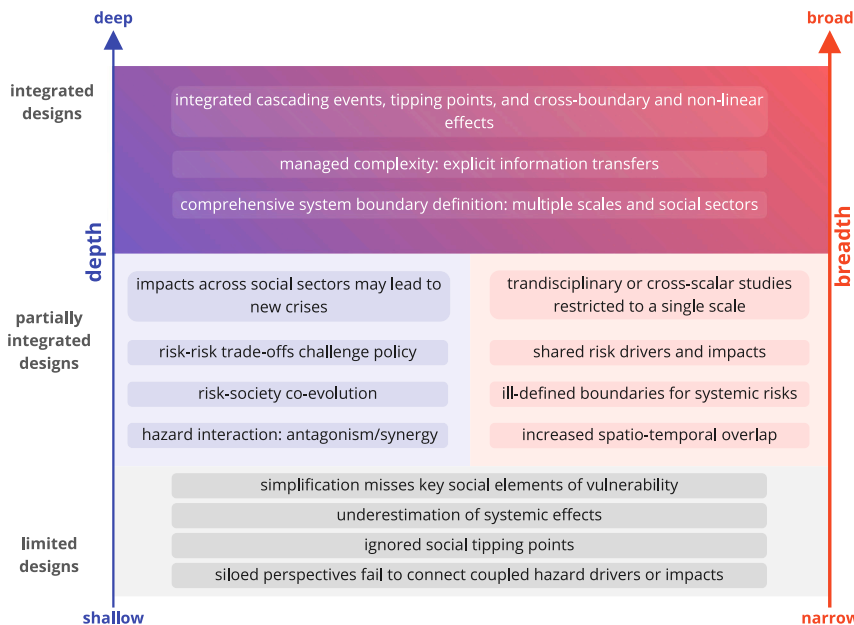 deep
broad
integrated
designs
integrated cascading events, tipping points, and cross-boundary and non-linear
effects
managed complexity: explicit information transfers
comprehensive system boundary definition: multiple scales and social sectors
depth
breadth
partially
integrated
designs
impacts across social sectors may lead to
new crises
risk-risk trade-offs challenge policy
risk-society co-evolution
hazard interaction: antagonism/synergy
trandisciplinary or cross-scalar studies
restricted to a single scale
shared risk drivers and impacts
ill-defined boundaries for systemic risks
increased spatio-temporal overlap
limited
designs
simplification misses key social elements of vulnerability
underestimation of systemic effects
ignored social tipping points
siloed perspectives fail to connect coupled hazard drivers or impacts
shallow
narrow